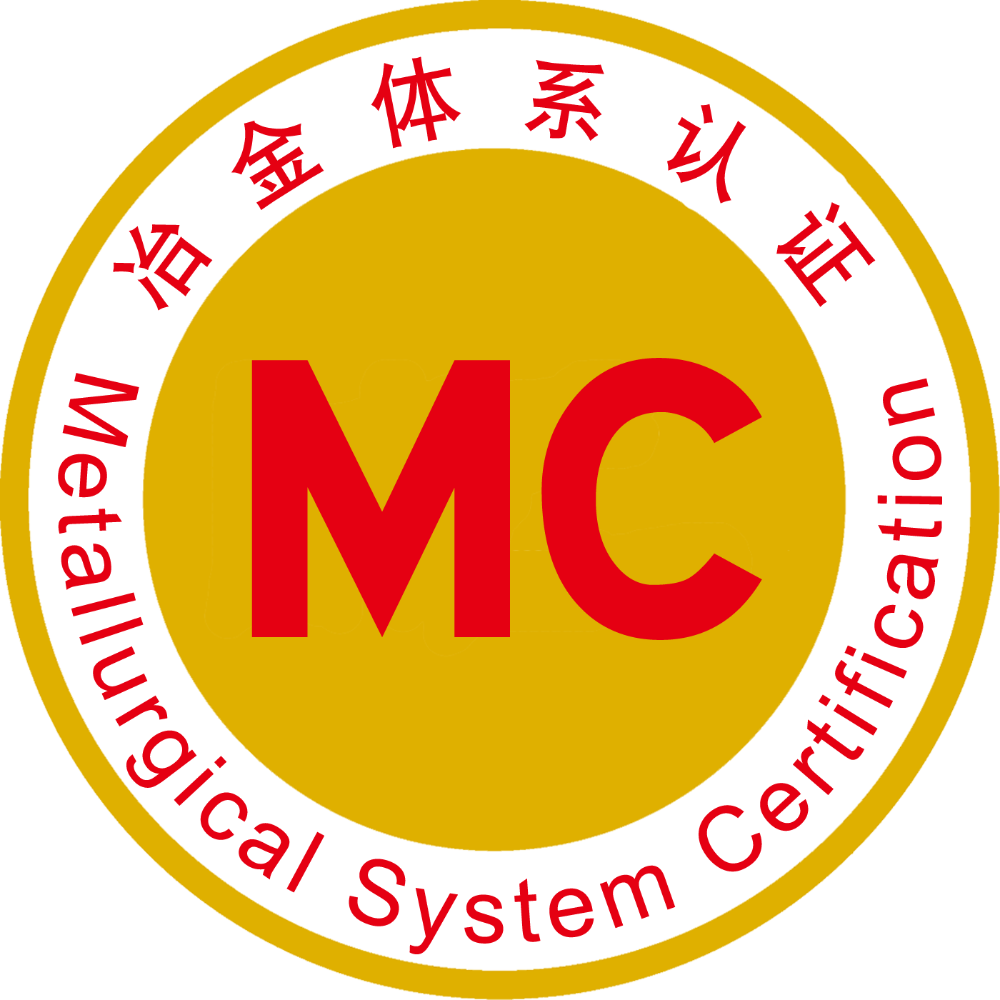 冶金体系认证
MC
Metallurgical System Certification